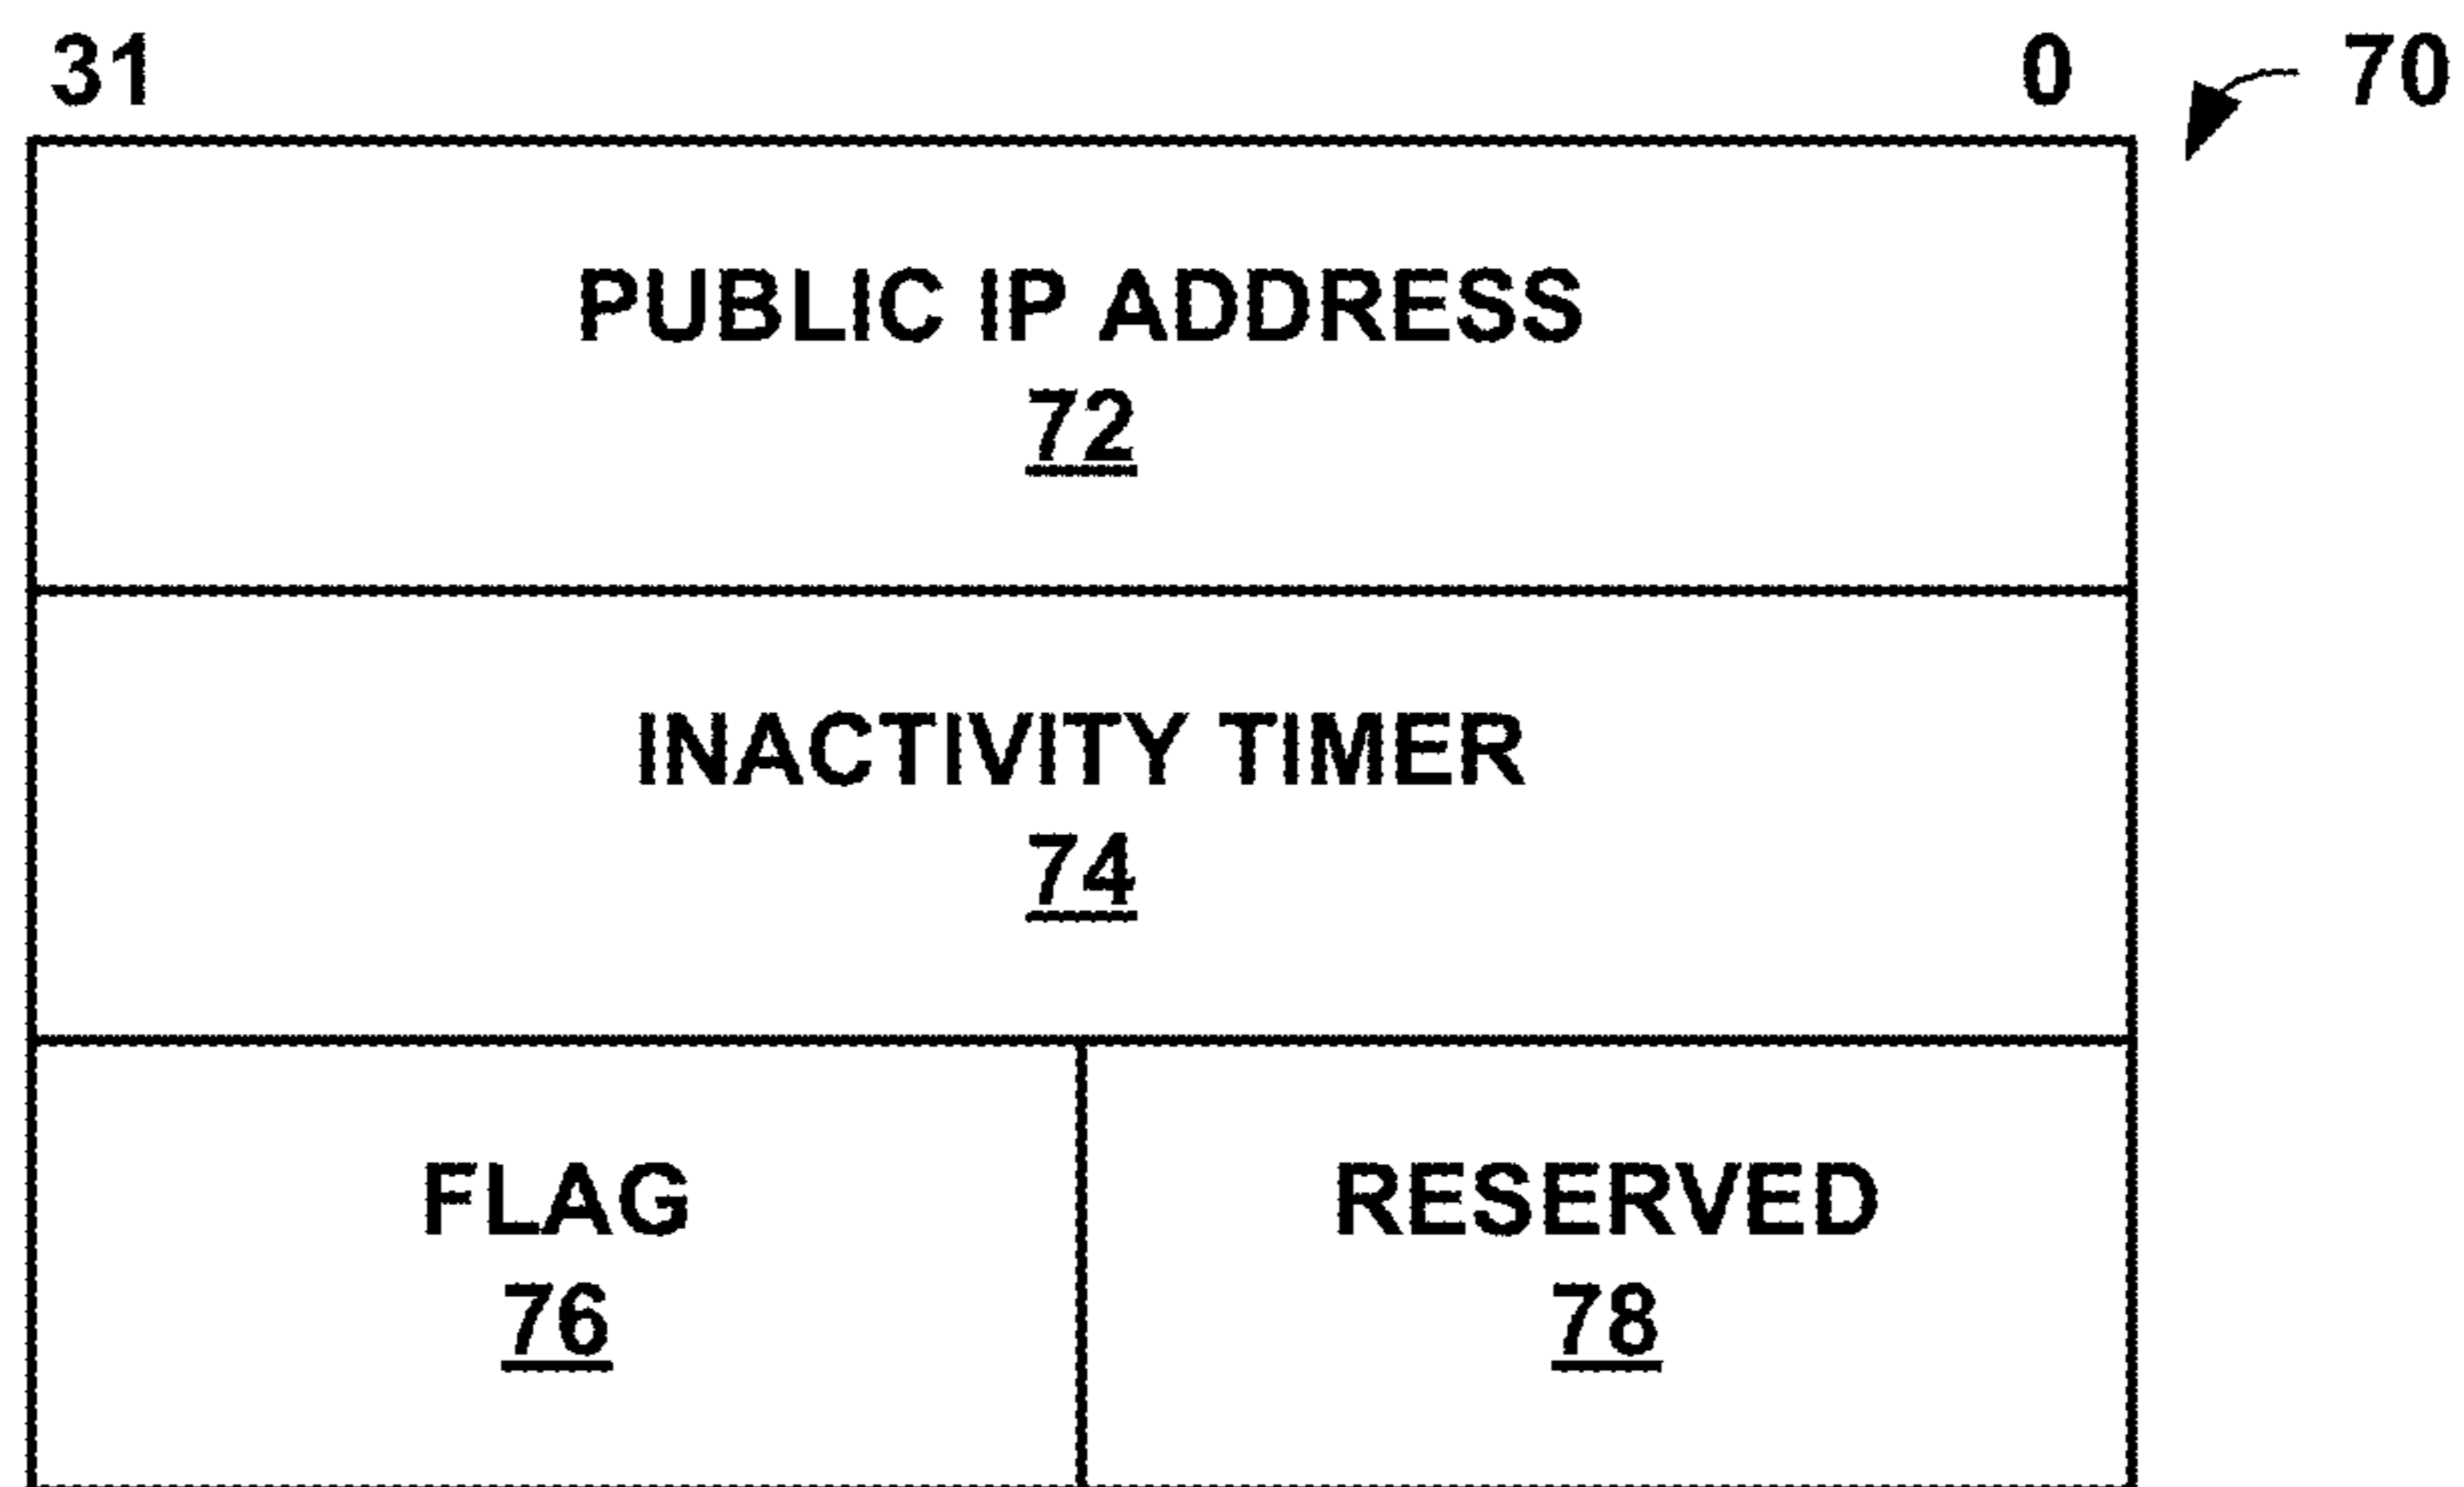 31 0 70
PUBLIC IP ADDRESS
72
INACTIVITY TIMER
74
FLAG RESERVED
76 78